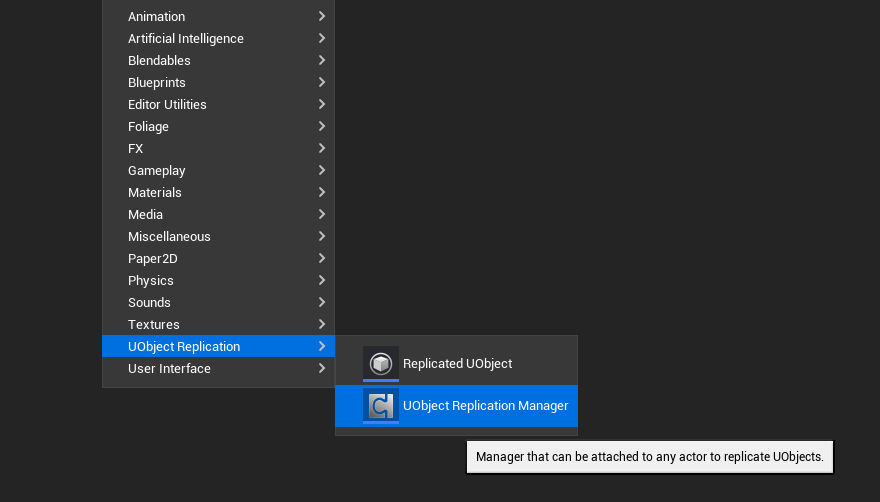 Animation
Artificial Intelligence
Blendables
Blueprints
Editor Utilities
Foliage
FX
Gameplay
Materials
Media
Miscellaneous
Paper2D
Physics
Sounds
Textures
UObject Replication
User Interface
Replicated UObject
UObject Replication Manager
Manager that can be attached to any actor to replicate UObjects.